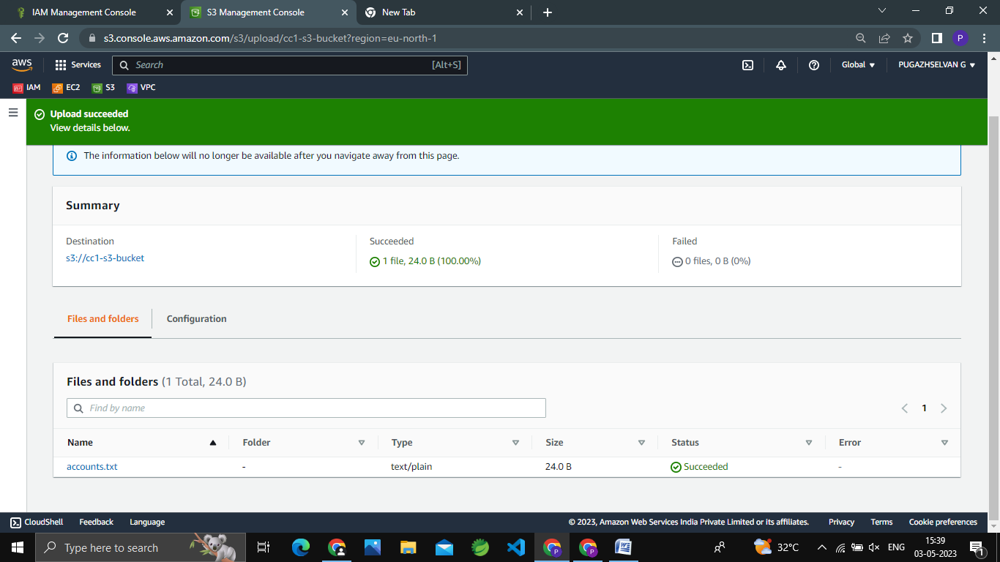 IAM Management Console
S3 Management Console
New Tab
s3.console.aws.amazon.com/s3/upload/cc1-s3-bucket?region=eu-north-1
P
aws
Services
Search
[Alt+S]
Global
PUGAZHSELVAN G
IAM
EC2
S3
VPC
Upload succeeded
View details below.
The information below will no longer be available after you navigate away from this page.
Summary
Destination
Succeeded
Failed
s3://cc1-s3-bucket
1 file, 24.0 B (100.00%)
0 files, 0 B (0%)
Files and folders
Configuration
Files and folders (1 Total, 24.0 B)
Find by name
1
Name
Folder
Type
Size
Status
Error
accounts.txt
-
text/plain
24.0 B
Succeeded
-
CloudShell
Feedback
Language
© 2023, Amazon Web Services India Private Limited or its affiliates.
Privacy
Terms
Cookie preferences
Type here to search
32°C
ENG
15:39
03-05-2023
1